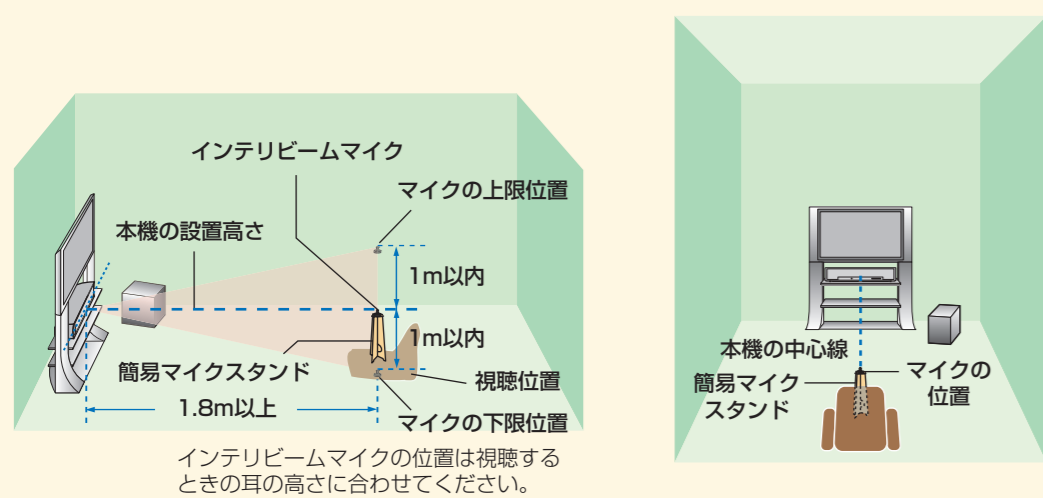 インテリビームマイク
マイクの上限位置
本機の設置高さ
1m以内
1m以内
簡易マイクスタンド
視聴位置
1.8m以上
マイクの下限位置
インテリビームマイクの位置は視聴する
ときの耳の高さに合わせてください。
本機の中心線
簡易マイク
スタンド
マイクの
位置